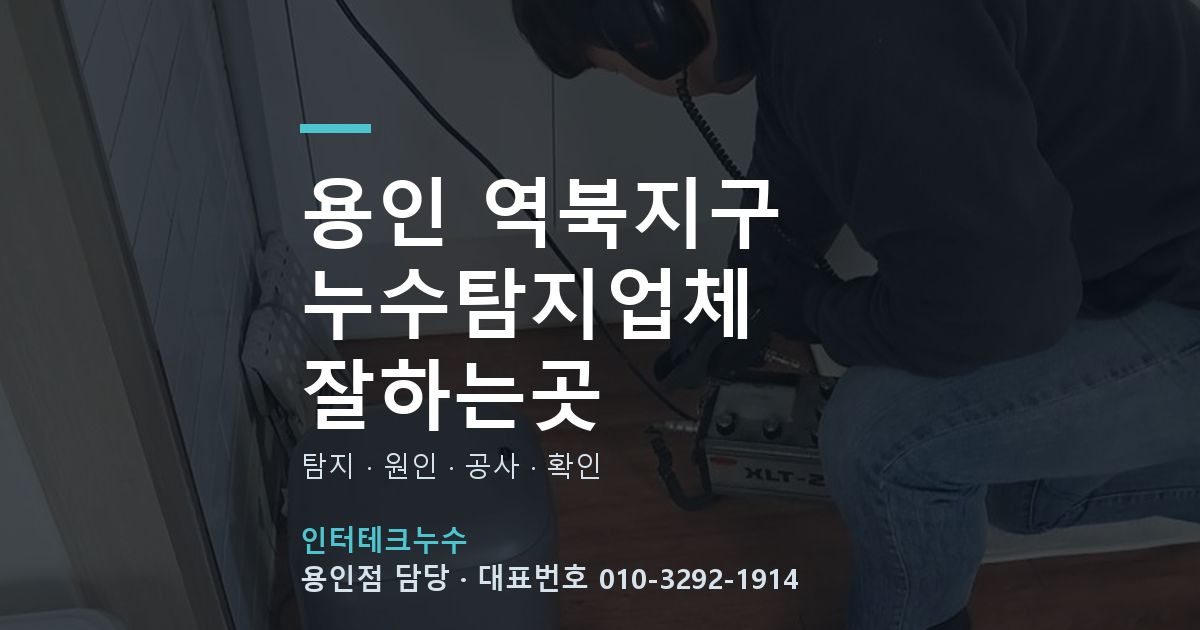 용인 역북지구
누수탐지업체
잘하는곳
탐지 · 원인 · 공사 · 확인
인터테크누수
용인점 담당 · 대표번호 010-3292-1914
XLT-2